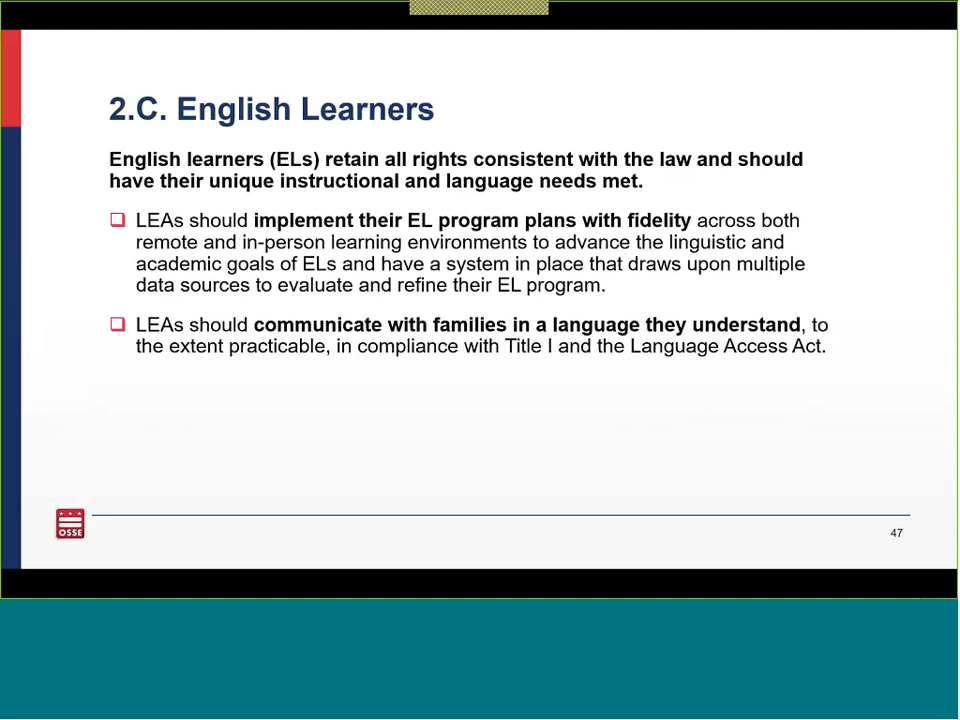 2.C. English Learners
English learners (ELs) retain all rights consistent with the law and should
have their unique instructional and language needs met.
LEAs should implement their EL program plans with fidelity across both
remote and in-person learning environments to advance the linguistic and
academic goals of ELs and have a system in place that draws upon multiple
data sources to evaluate and refine their EL program.
LEAs should communicate with families in a language they understand, to
the extent practicable, in compliance with Title I and the Language Access Act.
OSSE
47